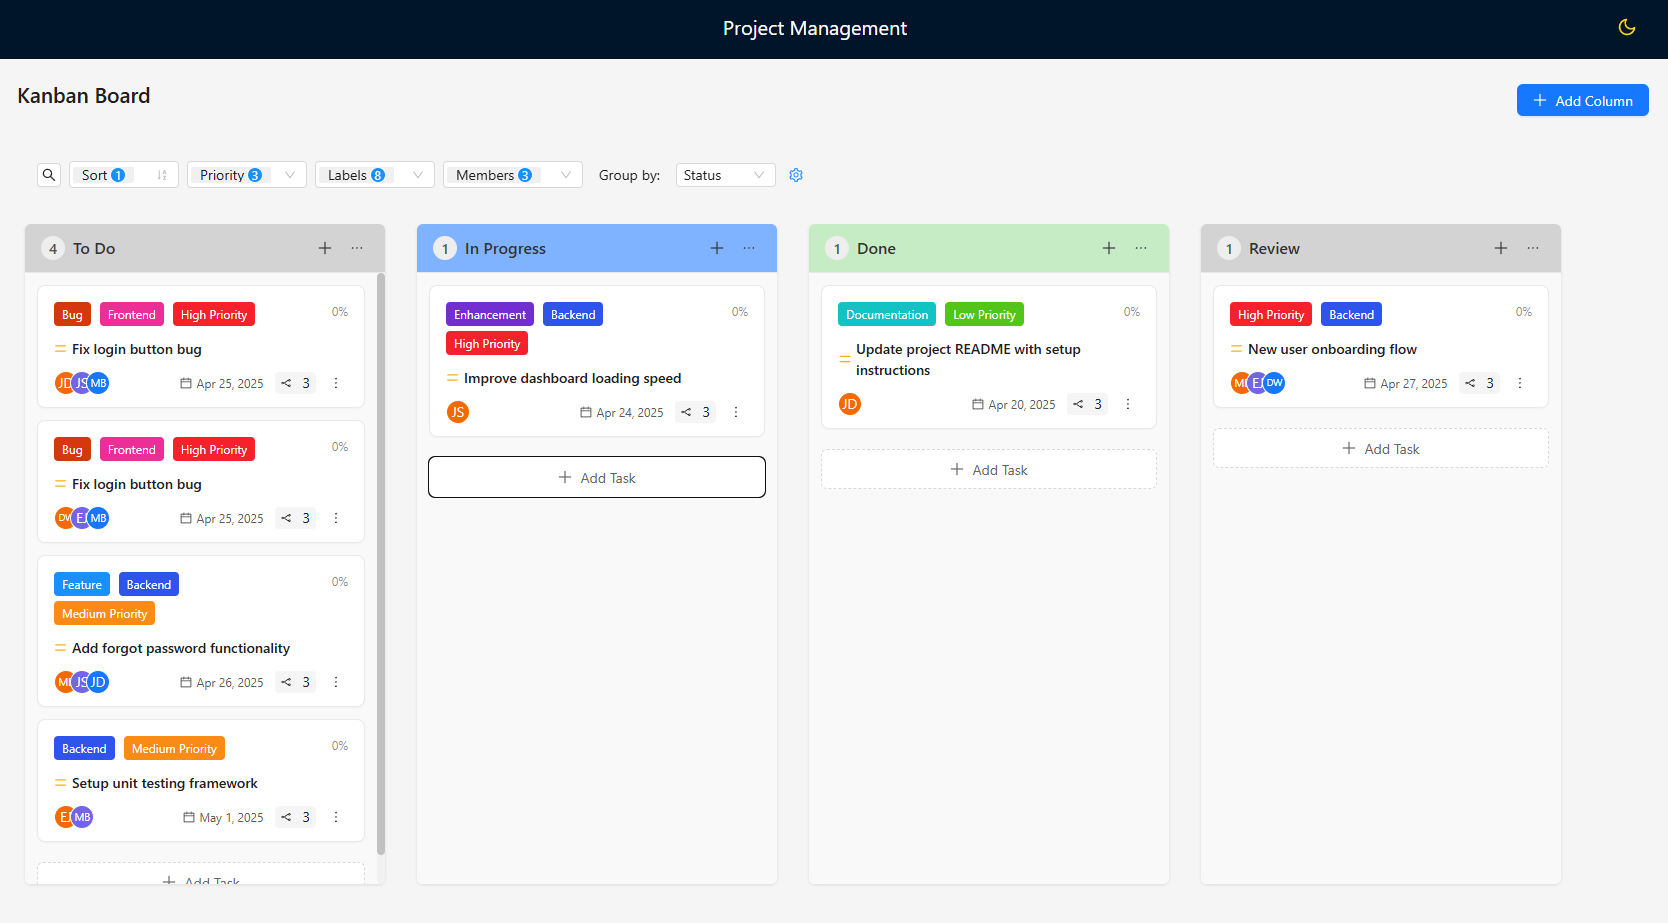 Project Management
Kanban Board
Add Column
Sort 1
Priority 3
Labels 8
Members 3
Group by:
Status
4 To Do
Bug Frontend High Priority 0%
Fix login button bug
JD JS MB Apr 25, 2025 3
Bug Frontend High Priority 0%
Fix login button bug
DW MB Apr 25, 2025 3
Feature Backend 0%
Medium Priority
Add forgot password functionality
JS JD Apr 26, 2025 3
Backend Medium Priority 0%
Setup unit testing framework
MB May 1, 2025 3
Add Task
1 In Progress
Enhancement Backend 0%
High Priority
Improve dashboard loading speed
JS Apr 24, 2025 3
Add Task
1 Done
Documentation Low Priority 0%
Update project README with setup
instructions
JD Apr 20, 2025 3
Add Task
1 Review
High Priority Backend 0%
New user onboarding flow
DW Apr 27, 2025 3
Add Task